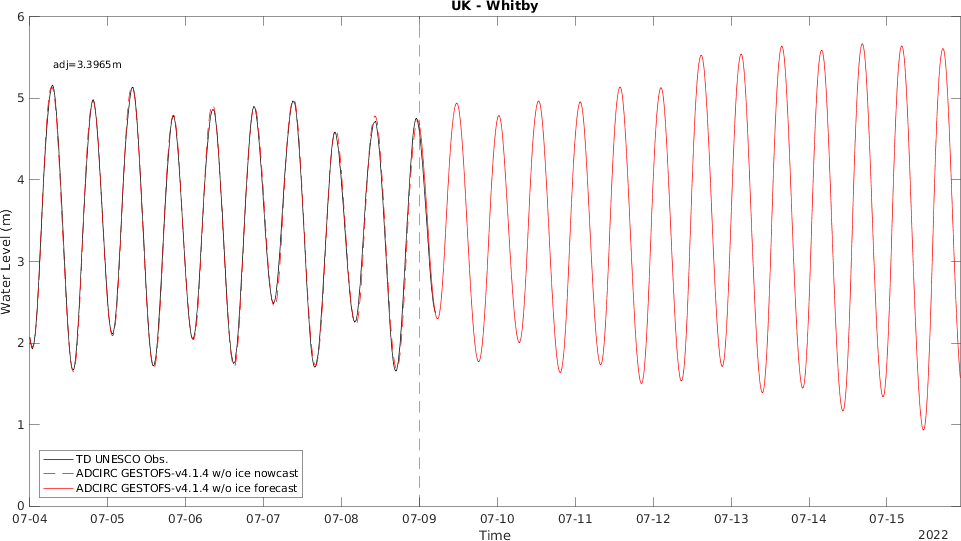 UK - Whitby
adj=3.3965m
6
5
4
3
2
1
0
Water Level (m)
TD UNESCO Obs.
ADCIRC GESTOFS-v4.1.4 w/o ice nowcast
ADCIRC GESTOFS-v4.1.4 w/o ice forecast
07-04 07-05 07-06 07-07 07-08 07-09 07-10 07-11 07-12 07-13 07-14 07-15
Time
2022